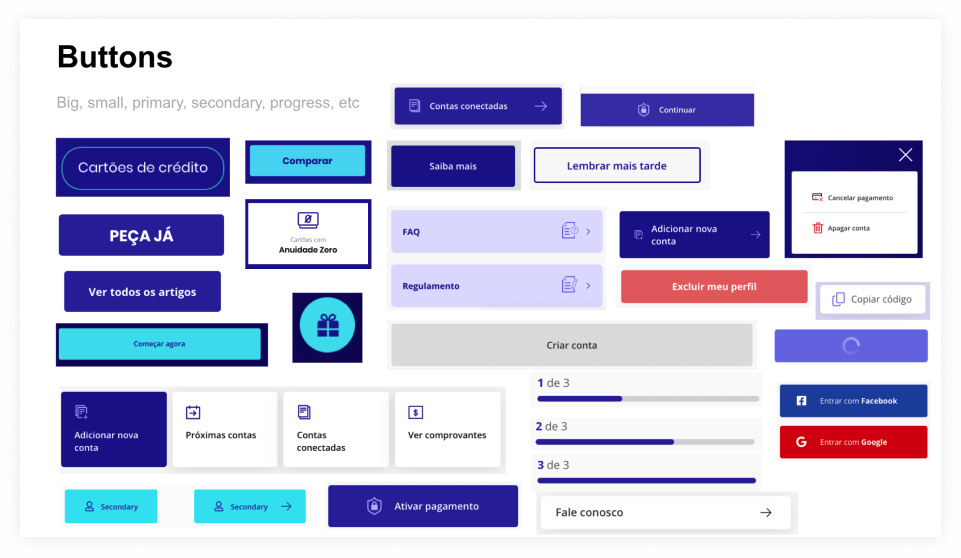 Buttons
Big, small, primary, secondary, progress, etc
Contas conectadas
Continuar
Cartões de crédito
Comparar
Saiba mais
Lembrar mais tarde
Cancelar pagamento
Apagar conta
PEÇA JÁ
Cartões com
Anuidade Zero
FAQ
Adicionar nova
conta
Ver todos os artigos
Regulamento
Excluir meu perfil
Copiar código
Começar agora
Criar conta
1 de 3
2 de 3
3 de 3
Entrar com Facebook
Entrar com Google
Adicionar nova
conta
Próximas contas
Contas
conectadas
Ver comprovantes
Secondary
Secondary
Ativar pagamento
Fale conosco